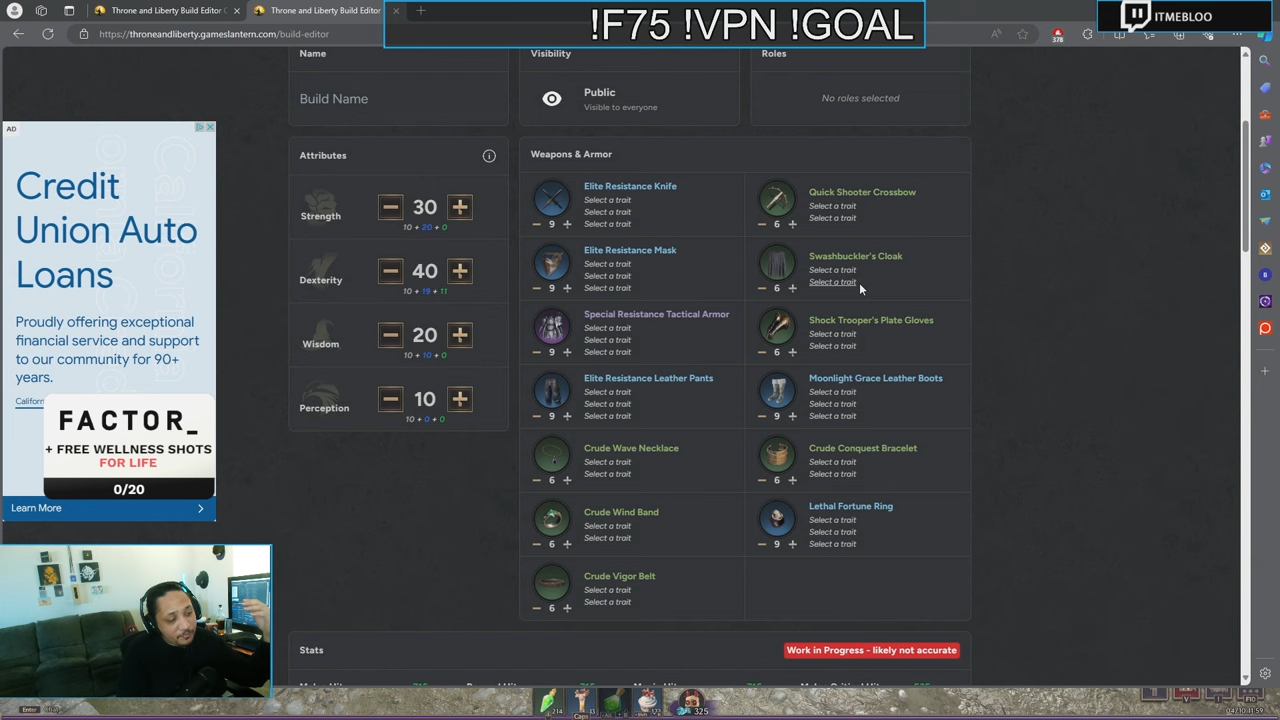 Throne and Liberty Build Editor
Throne and Liberty Build Editor
!F75 !VPN !GOAL
ITMEBLOO
https://throneandliberty.gameslantern.com/build-editor
378
Name
Visibility
Roles
Build Name
Public
Visible to everyone
No roles selected
AD
Credit
Union Auto
Loans
Proudly offering exceptional
financial service and support
to our community for 90+
years.
FACTOR_
+ FREE WELLNESS SHOTS
FOR LIFE
0/20
Learn More
Attributes
Strength
30
10 + 20 + 0
Dexterity
40
10 + 19 + 11
Wisdom
20
10 + 10 + 0
Perception
10
10 + 0 + 0
Weapons & Armor
Elite Resistance Knife
Select a trait
Select a trait
Select a trait
9
Quick Shooter Crossbow
Select a trait
Select a trait
6
Elite Resistance Mask
Select a trait
Select a trait
Select a trait
9
Swashbuckler's Cloak
Select a trait
Select a trait
6
Special Resistance Tactical Armor
Select a trait
Select a trait
Select a trait
9
Shock Trooper's Plate Gloves
Select a trait
Select a trait
6
Elite Resistance Leather Pants
Select a trait
Select a trait
Select a trait
9
Moonlight Grace Leather Boots
Select a trait
Select a trait
Select a trait
9
Crude Wave Necklace
Select a trait
Select a trait
6
Crude Conquest Bracelet
Select a trait
Select a trait
6
Crude Wind Band
Select a trait
Select a trait
6
Lethal Fortune Ring
Select a trait
Select a trait
Select a trait
9
Crude Vigor Belt
Select a trait
Select a trait
6
Stats
Work in Progress - likely not accurate
Enter
214
13
325
F10
04/10 11:59